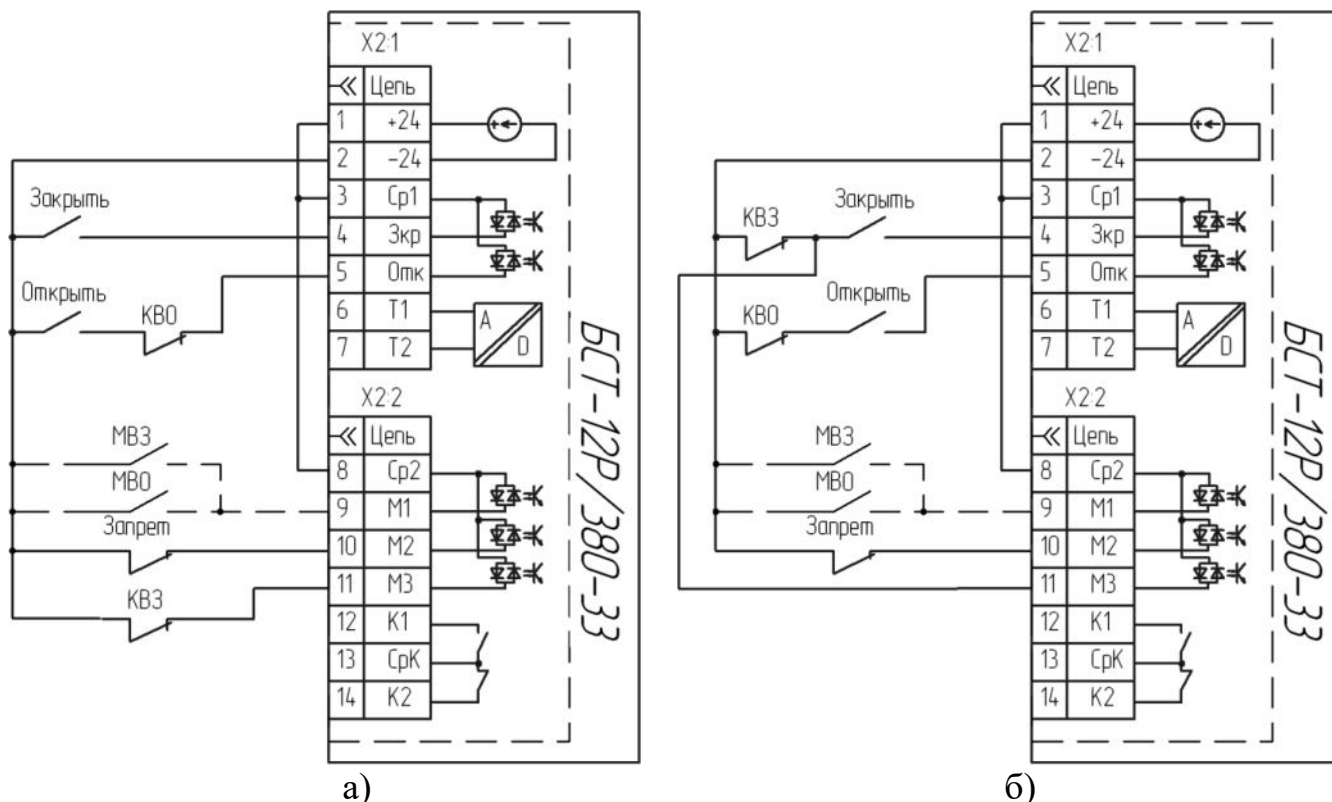 Х2:1
Цепь
1 +24
2 -24
3 Ср1
4 Зкр
5 Отк
6 Т1
7 Т2
Х2:2
Цепь
8 Ср2
9 М1
10 М2
11 М3
12 К1
13 СрК
14 К2
Закрыть
Открыть
КВО
МВЗ
МВО
Запрет
КВЗ
A
D
БСТ-12Р/380-33
а)
Х2:1
Цепь
1 +24
2 -24
3 Ср1
4 Зкр
5 Отк
6 Т1
7 Т2
Х2:2
Цепь
8 Ср2
9 М1
10 М2
11 М3
12 К1
13 СрК
14 К2
КВЗ
Закрыть
КВО
Открыть
МВЗ
МВО
Запрет
A
D
БСТ-12Р/380-33
б)